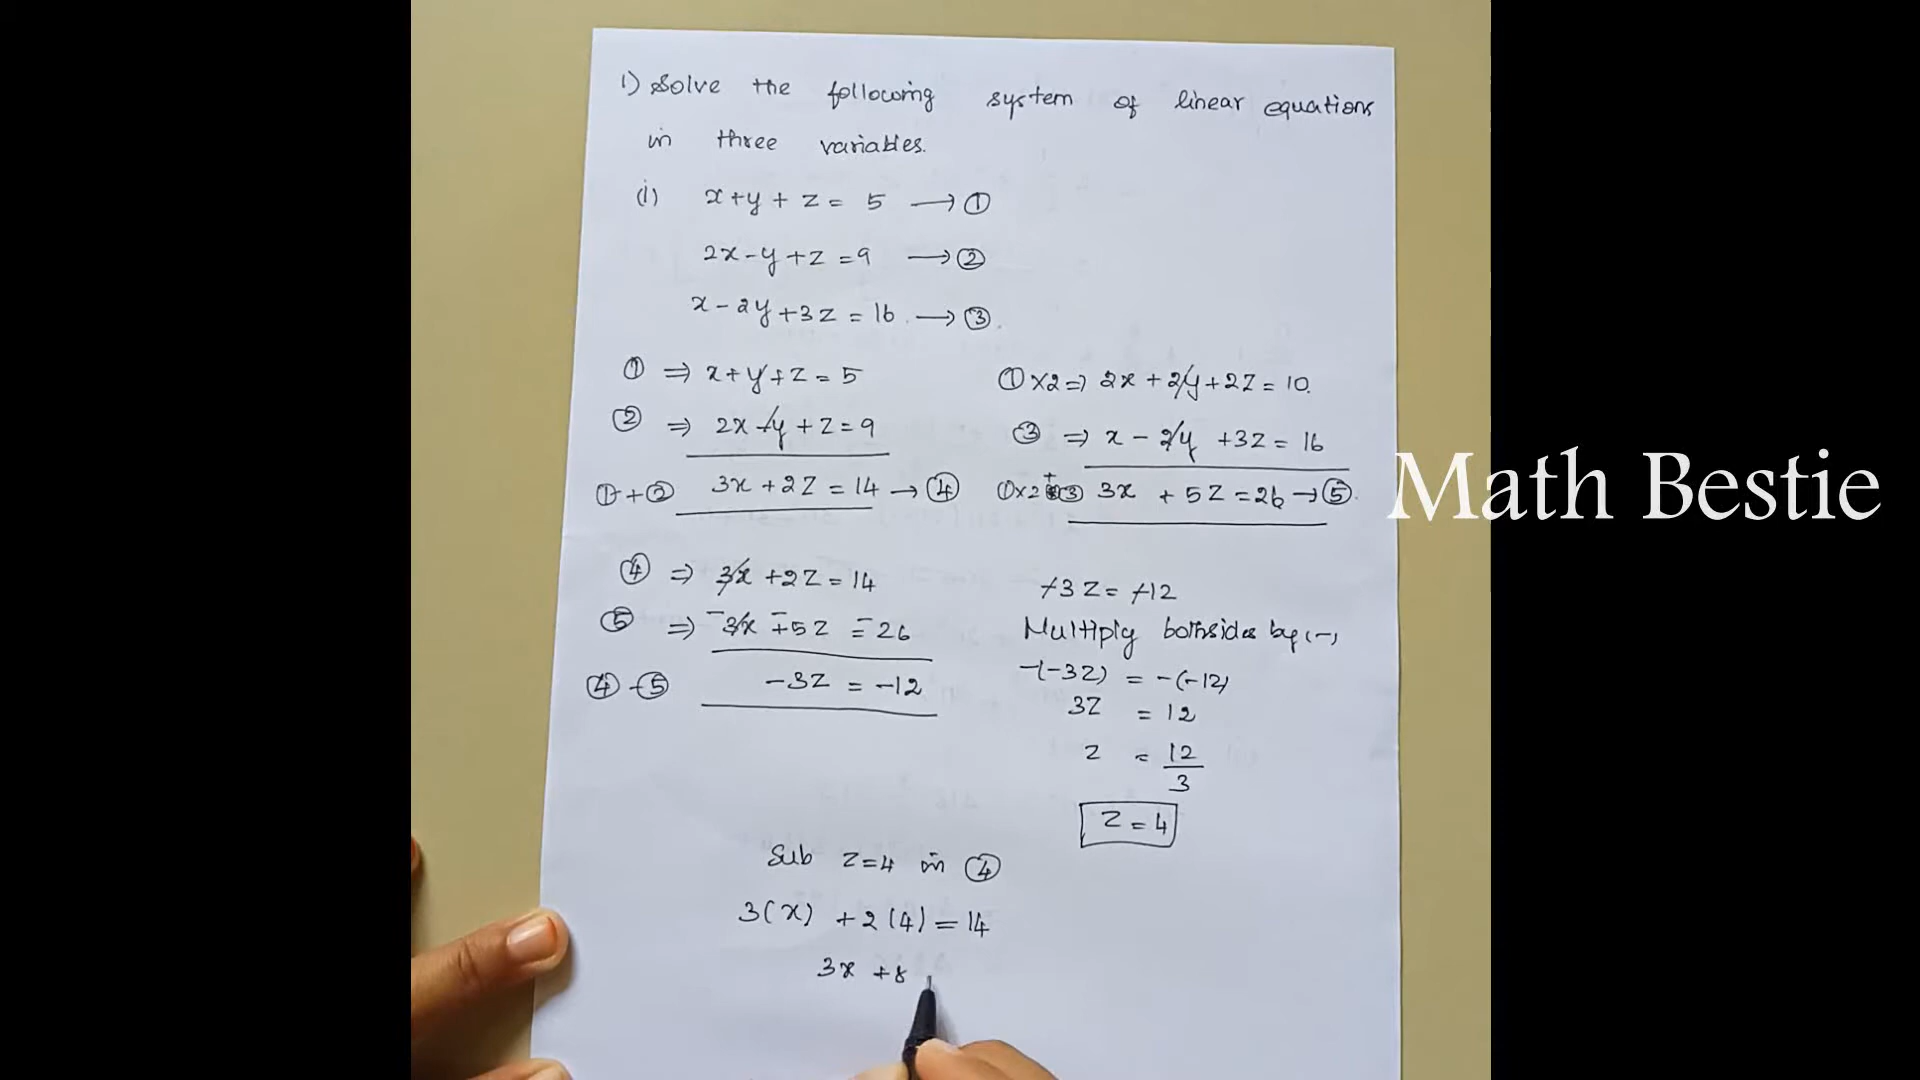 1) Solve the following system of linear equations
in three variables.
(i) x+y+z = 5 → ①
2x-y+z=9 → ②
x-2y+3z=16. → ③.
① ⇒ x+y+z=5
② ⇒ 2x-y+z=9
①+② 3x+2z=14 → ④
①×2⇒ 2x+2y+2z=10.
③ ⇒ x-2y+3z=16
①×2+③ 3x+5z=26→⑤.
④ ⇒ 3x+2z=14
⑤ ⇒ 3x+5z=26
④-⑤ -3z=-12
-3z=-12
Multiply bothsides by (-)
-(-3z) = -(-12)
3z = 12
z = 12/3
z=4
Sub z=4 in ④
3(x) +2(4)=14
3x +8
Math Bestie